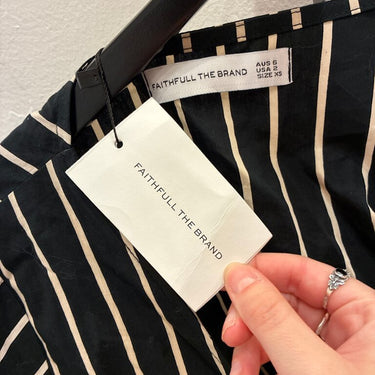 FAITHFULL THE BRAND
AUS 6
USA 2
SIZE XS
FAITHFULL THE BRAND